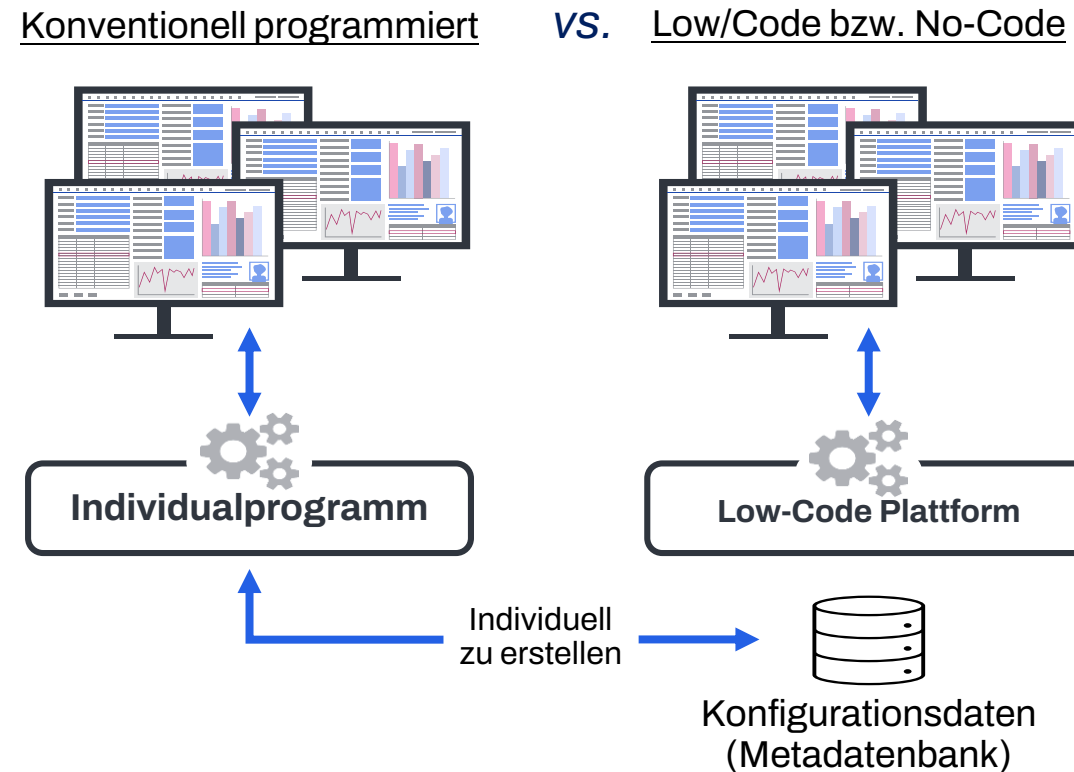 Konventionell programmiert
vs.
Low/Code bzw. No-Code
Individualprogramm
Low-Code Plattform
Individuell
zu erstellen
Konfigurationsdaten
(Metadatenbank)